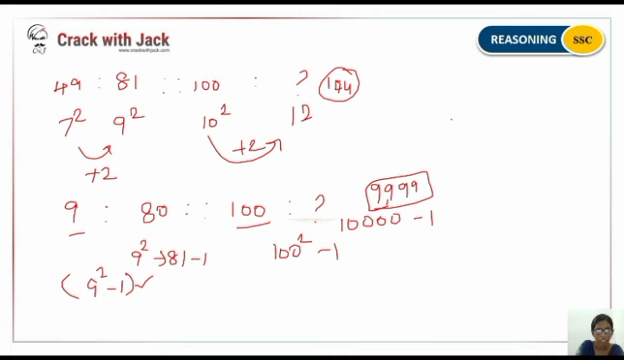 Crack with Jack
www.crackwithjack.com
REASONING SSC
49 : 81 :: 100 : ? 144
7² 9² 10² 12
+2 +2
9 : 80 :: 100 : ? 9999
10000 -1
9² → 81-1 100² -1
(9² -1) ✓